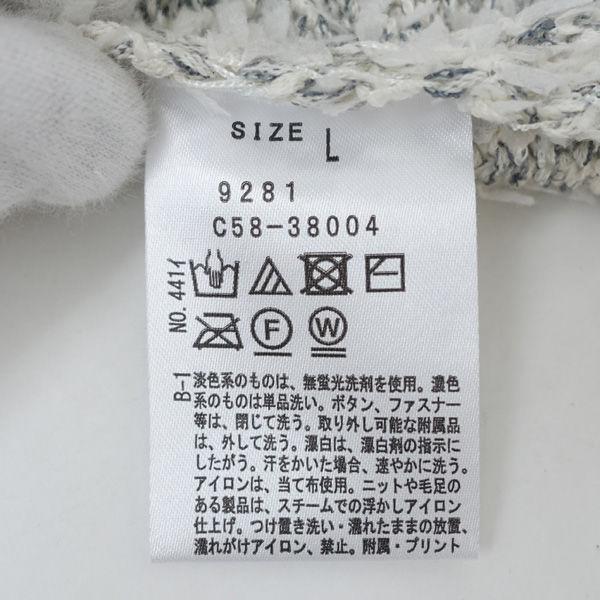 SIZE L
9281
C58-38004
NO.441イ
F W
B-1
淡色系のものは、無蛍光洗剤を使用。濃色
系のものは単品洗い。ボタン、ファスナー
等は、閉じて洗う。取り外し可能な附属品
は、外して洗う。漂白は、漂白剤の指示に
したがう。汗をかいた場合、速やかに洗う。
アイロンは、当て布使用。ニットや毛足の
ある製品は、スチームでの浮かしアイロン
仕上げ。つけ置き洗い・濡れたままの放置、
濡れがけアイロン、禁止。附属・プリント